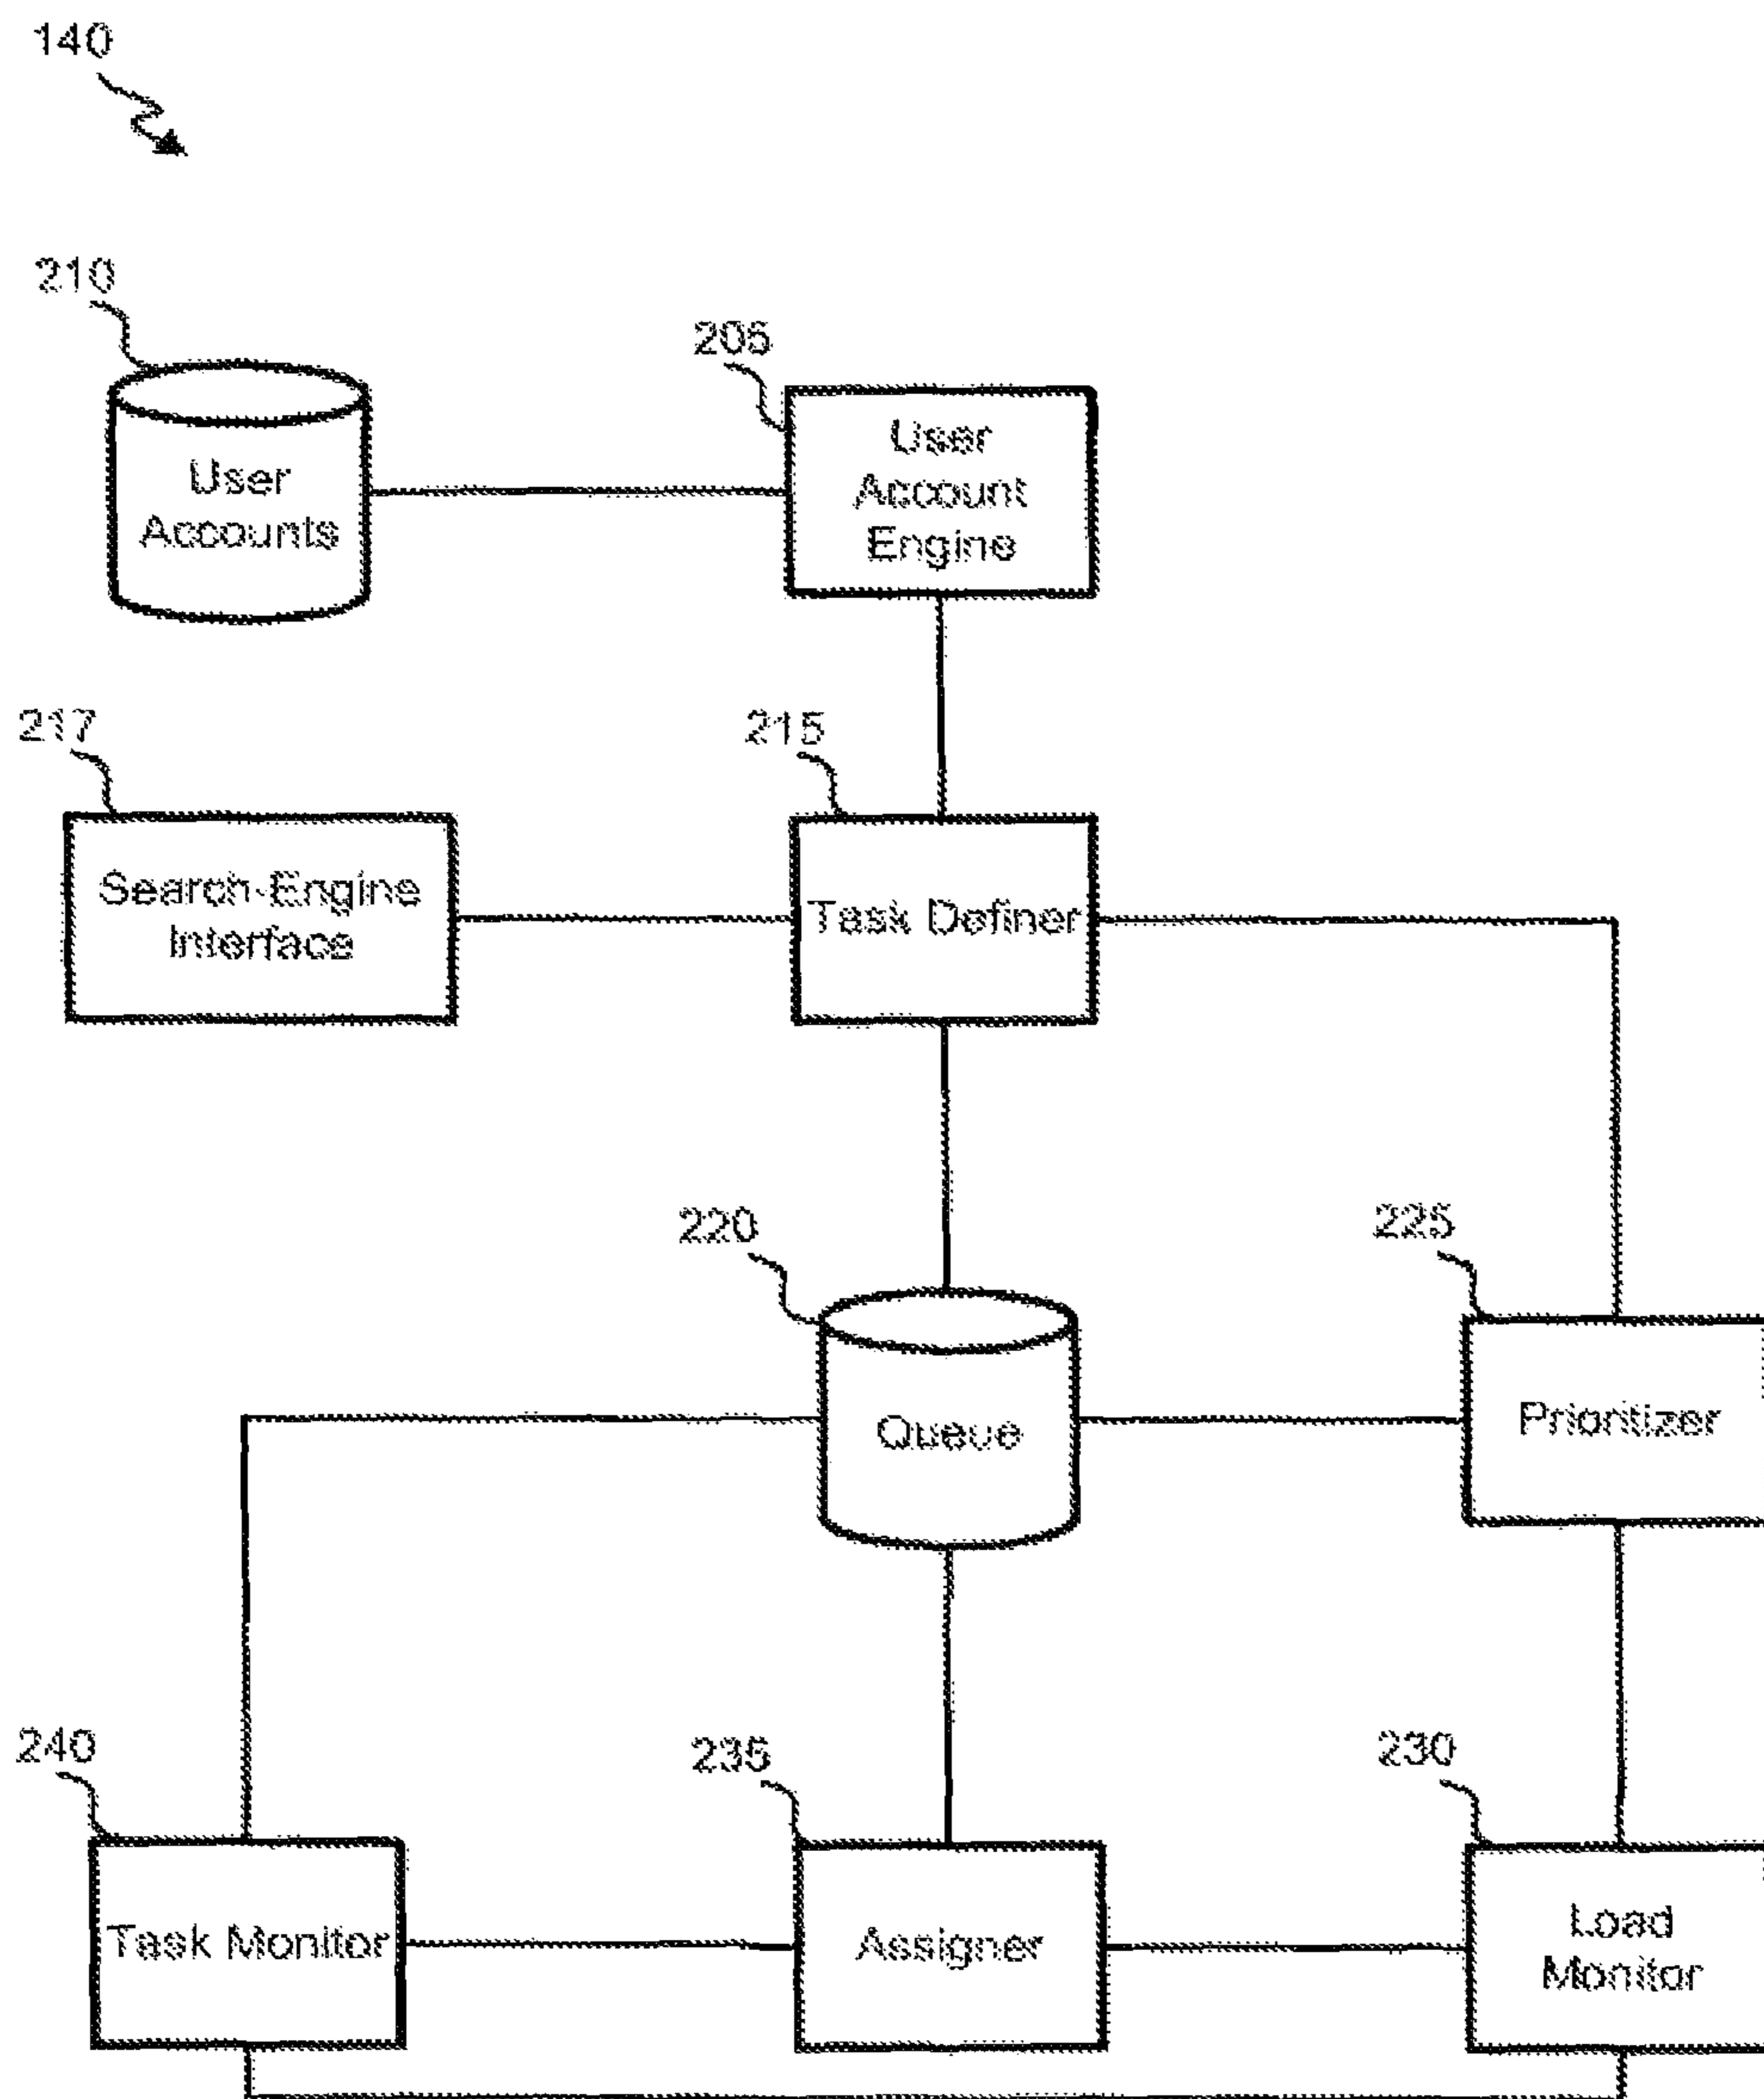 140
210
205
User
Account
Engine
User
Accounts
217
215
Search-Engine
Interface
Task Definer
220
225
Queue
Prioritizer
240
235
230
Task Monitor
Assigner
Load
Monitor